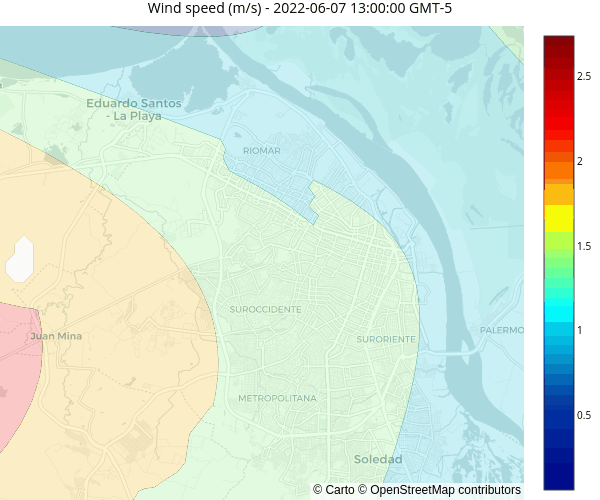 Wind speed (m/s) - 2022-06-07 13:00:00 GMT-5
2.5
Eduardo Santos
- La Playa
RIOMAR
2
1.5
SUROCCIDENTE
PALERMO
1
Juan Mina
SURORIENTE
METROPOLITANA
0.5
Soledad
© Carto © OpenStreetMap contributors